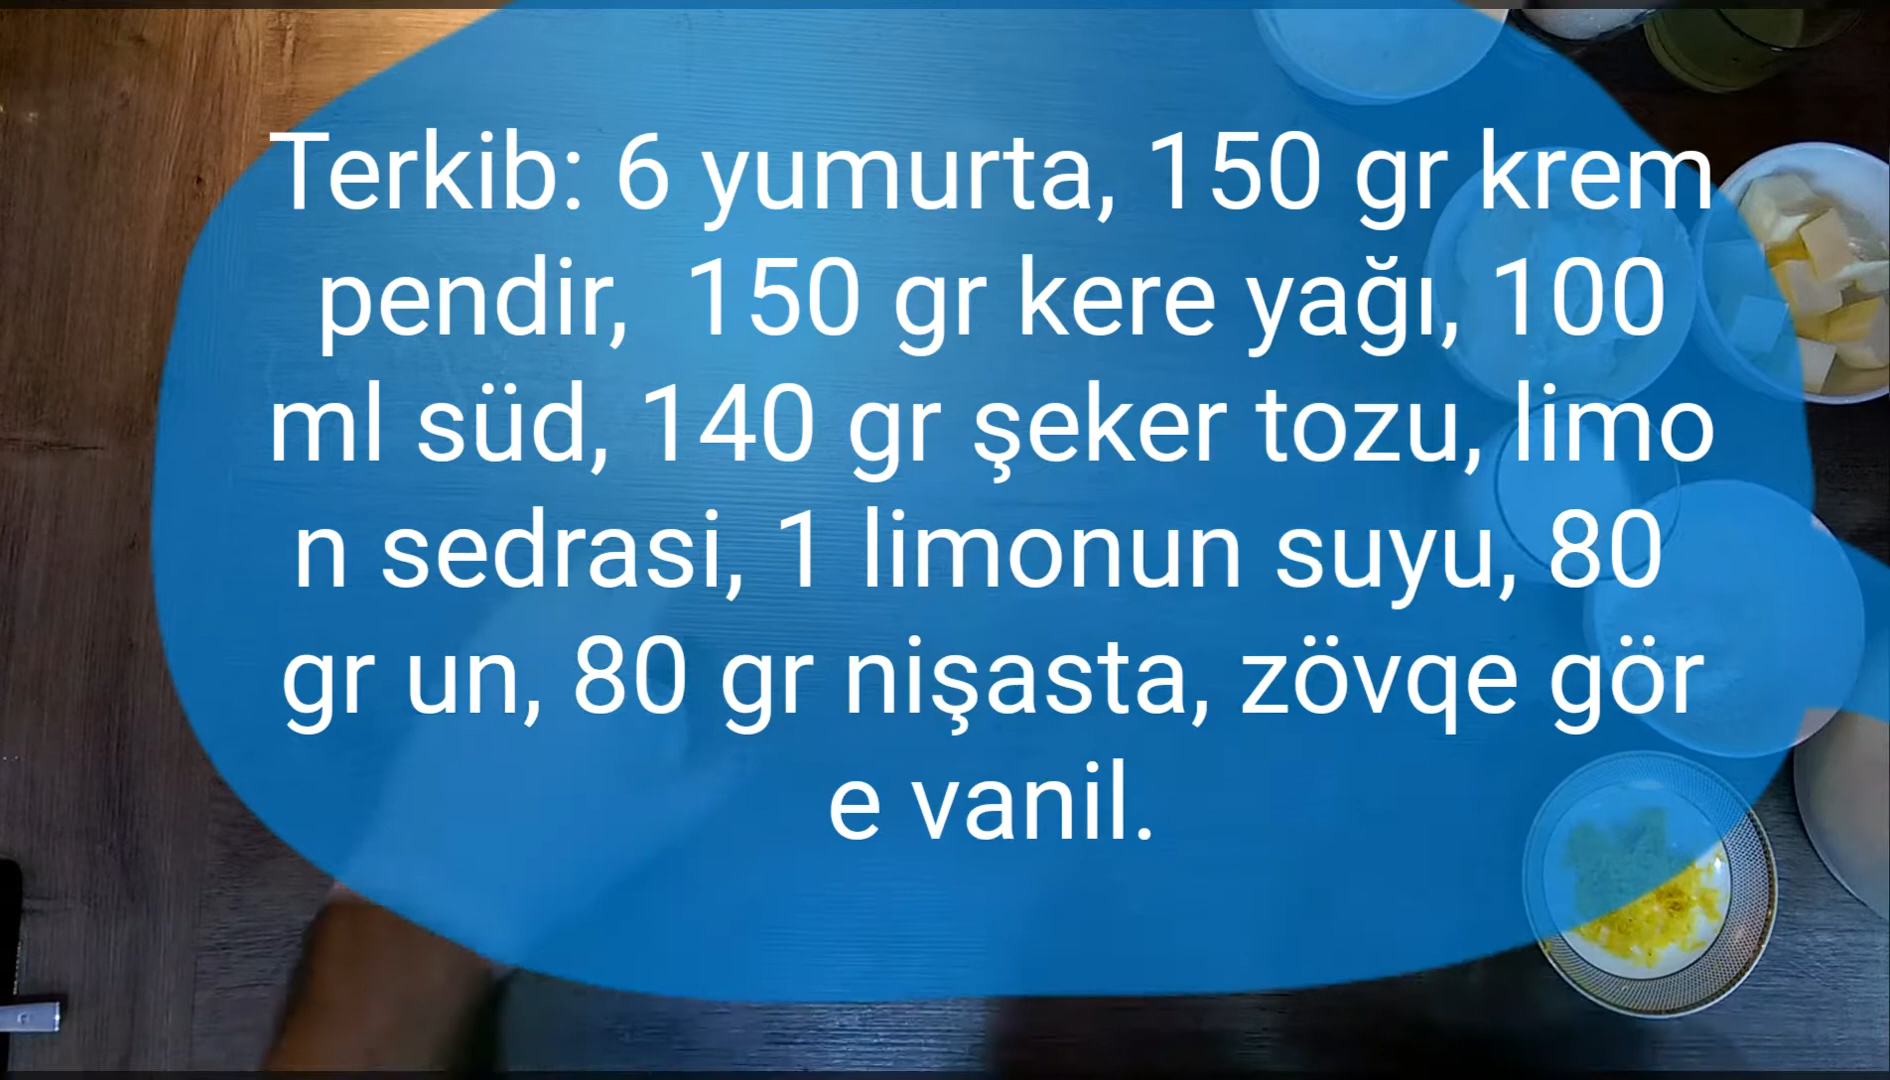 Terkib: 6 yumurta, 150 gr krem
pendir,  150 gr kere yağı, 100
ml süd, 140 gr şeker tozu, limo
n sedrasi, 1 limonun suyu, 80
gr un, 80 gr nişasta, zövqe gör
e vanil.